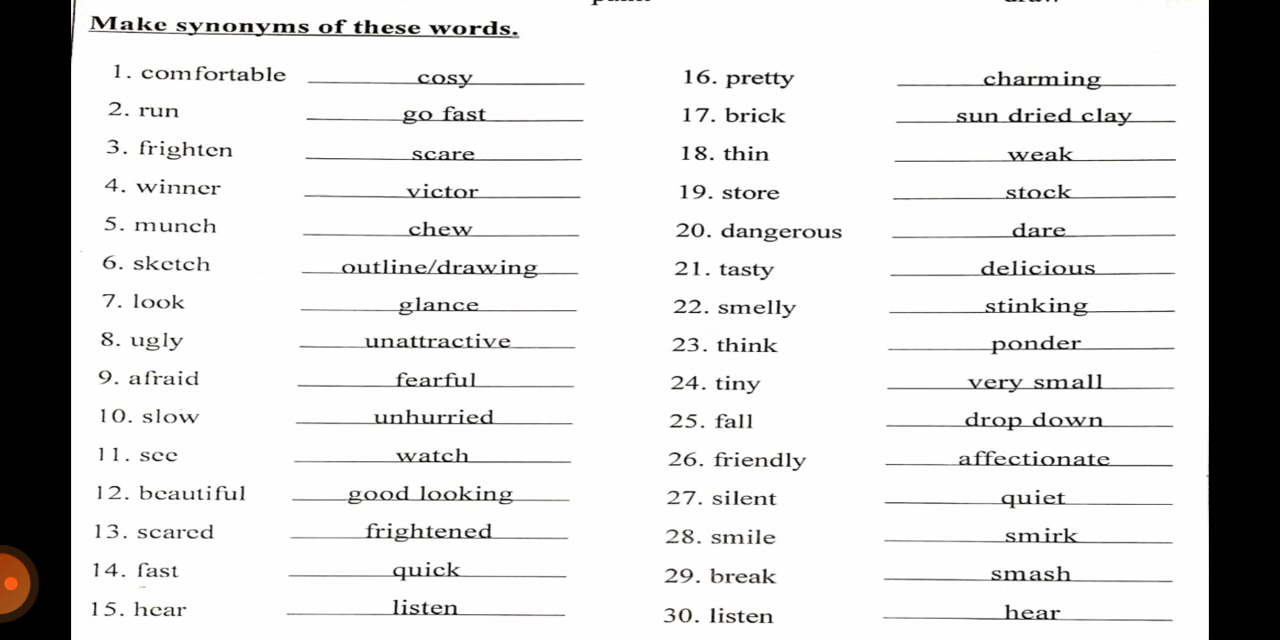 Make synonyms of these words.
1. comfortable cosy
2. run go fast
3. frighten scare
4. winner victor
5. munch chew
6. sketch outline/drawing
7. look glance
8. ugly unattractive
9. afraid fearful
10. slow unhurried
11. see watch
12. beautiful good looking
13. scared frightened
14. fast quick
15. hear listen
16. pretty charming
17. brick sun dried clay
18. thin weak
19. store stock
20. dangerous dare
21. tasty delicious
22. smelly stinking
23. think ponder
24. tiny very small
25. fall drop down
26. friendly affectionate
27. silent quiet
28. smile smirk
29. break smash
30. listen hear